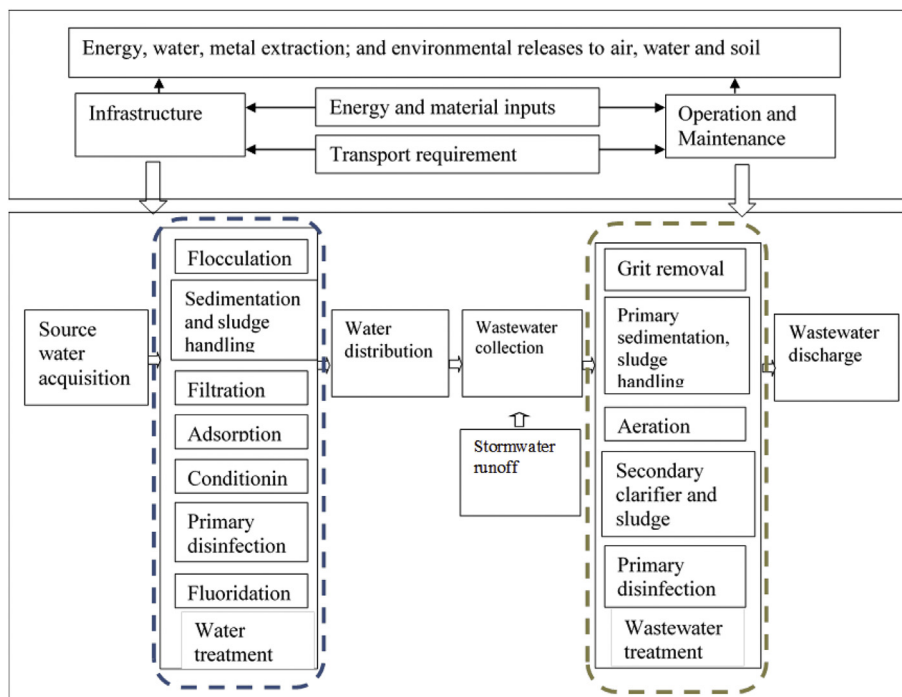 Energy, water, metal extraction; and environmental releases to air, water and soil
Infrastructure
Energy and material inputs
Transport requirement
Operation and
Maintenance
Source
water
acquisition
Flocculation
Sedimentation
and sludge
handling
Filtration
Adsorption
Conditionin
Primary
disinfection
Fluoridation
Water
treatment
Water
distribution
Wastewater
collection
Stormwater
runoff
Grit removal
Primary
sedimentation,
sludge
handling
Aeration
Secondary
clarifier and
sludge
Primary
disinfection
Wastewater
treatment
Wastewater
discharge